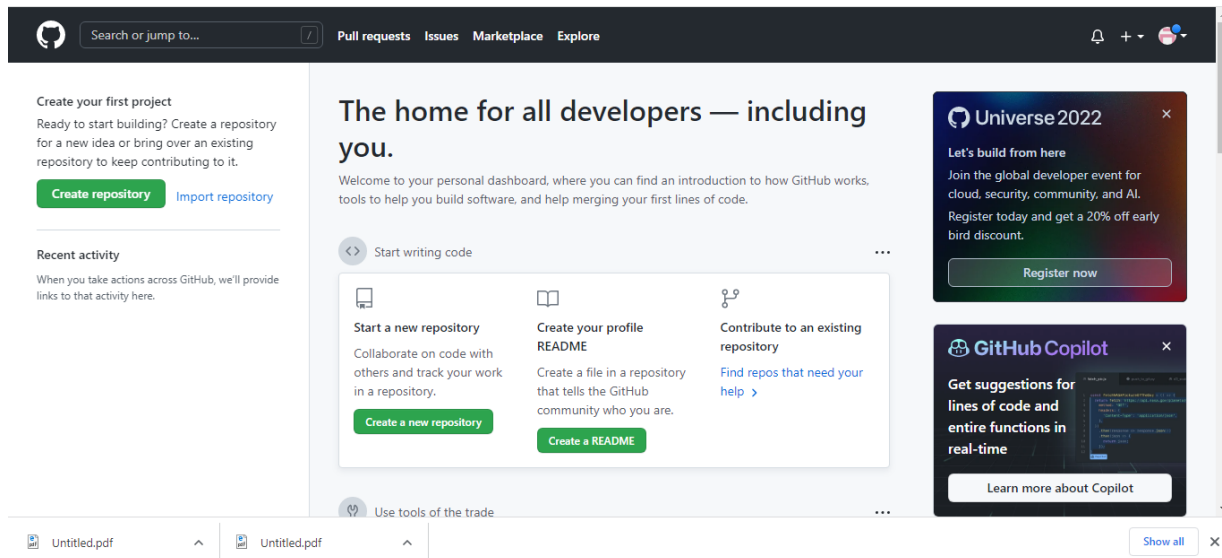 Search or jump to...
/
Pull requests Issues Marketplace Explore
Create your first project
Ready to start building? Create a repository
for a new idea or bring over an existing
repository to keep contributing to it.
Create repository Import repository
Recent activity
When you take actions across GitHub, we'll provide
links to that activity here.
The home for all developers — including
you.
Welcome to your personal dashboard, where you can find an introduction to how GitHub works,
tools to help you build software, and help merging your first lines of code.
Start writing code
Start a new repository
Collaborate on code with
others and track your work
in a repository.
Create a new repository
Create your profile
README
Create a file in a repository
that tells the GitHub
community who you are.
Create a README
Contribute to an existing
repository
Find repos that need your
help
Use tools of the trade
Universe 2022
Let's build from here
Join the global developer event for
cloud, security, community, and AI.
Register today and get a 20% off early
bird discount.
Register now
GitHub Copilot
Get suggestions for
lines of code and
entire functions in
real-time
Learn more about Copilot
Untitled.pdf
Untitled.pdf
Show all